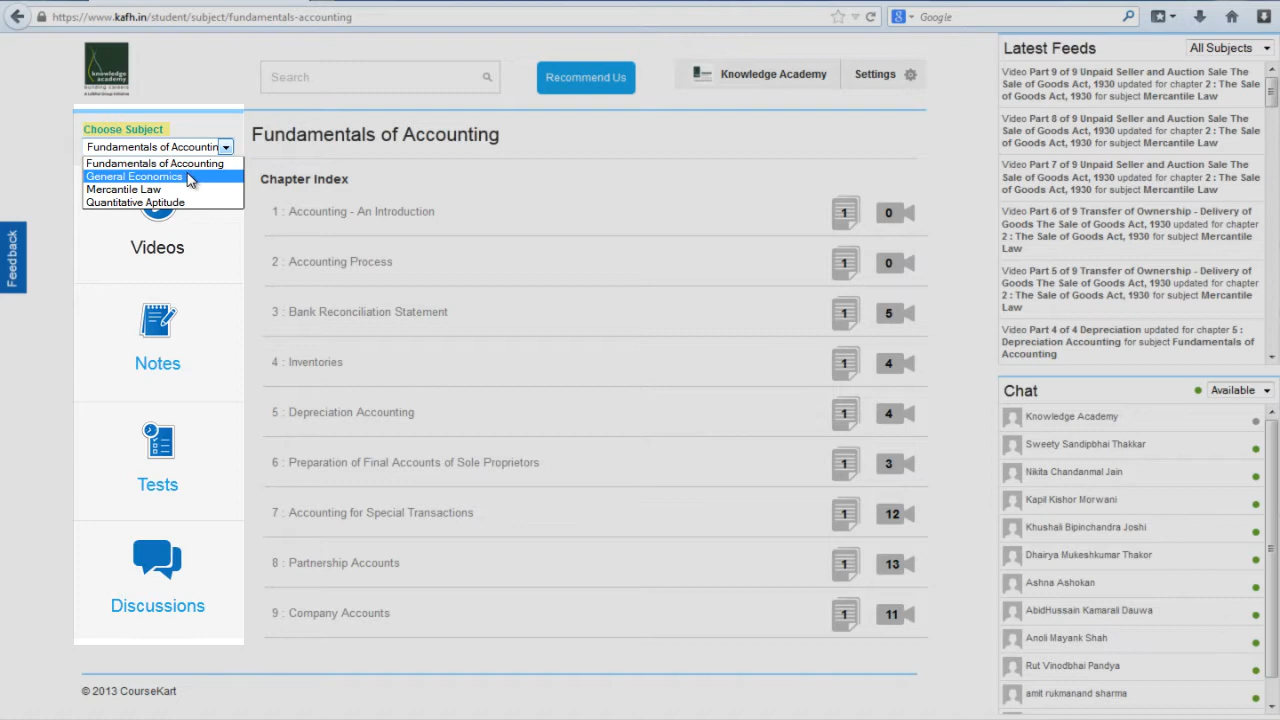 https://www.kafh.in/student/subject/fundamentals-accounting
Google
knowledge
academy
building careers
Search
Recommend Us
Knowledge Academy
Settings
Choose Subject
Fundamentals of Accountin
Fundamentals of Accounting
General Economics
Mercantile Law
Quantitative Aptitude
Videos
Notes
Tests
Discussions
Feedback
Fundamentals of Accounting
Chapter Index
1 : Accounting - An Introduction 1 0
2 : Accounting Process 1 0
3 : Bank Reconciliation Statement 1 5
4 : Inventories 1 4
5 : Depreciation Accounting 1 4
6 : Preparation of Final Accounts of Sole Proprietors 1 3
7 : Accounting for Special Transactions 1 12
8 : Partnership Accounts 1 13
9 : Company Accounts 1 11
© 2013 CourseKart
Latest Feeds
All Subjects
Video Part 9 of 9 Unpaid Seller and Auction Sale The
Sale of Goods Act, 1930 updated for chapter 2 : The Sale
of Goods Act, 1930 for subject Mercantile Law
Video Part 8 of 9 Unpaid Seller and Auction Sale The
Sale of Goods Act, 1930 updated for chapter 2 : The Sale
of Goods Act, 1930 for subject Mercantile Law
Video Part 7 of 9 Unpaid Seller and Auction Sale The
Sale of Goods Act, 1930 updated for chapter 2 : The Sale
of Goods Act, 1930 for subject Mercantile Law
Video Part 6 of 9 Transfer of Ownership - Delivery of
Goods The Sale of Goods Act, 1930 updated for chapter
2 : The Sale of Goods Act, 1930 for subject Mercantile
Law
Video Part 5 of 9 Transfer of Ownership - Delivery of
Goods The Sale of Goods Act, 1930 updated for chapter
2 : The Sale of Goods Act, 1930 for subject Mercantile
Law
Video Part 4 of 4 Depreciation updated for chapter 5 :
Depreciation Accounting for subject Fundamentals of
Accounting
Chat
Available
Knowledge Academy
Sweety Sandipbhai Thakkar
Nikita Chandanmal Jain
Kapil Kishor Morwani
Khushali Bipinchandra Joshi
Dhairya Mukeshkumar Thakor
Ashna Ashokan
AbidHussain Kamarali Dauwa
Anoli Mayank Shah
Rut Vinodbhai Pandya
amit rukmanand sharma